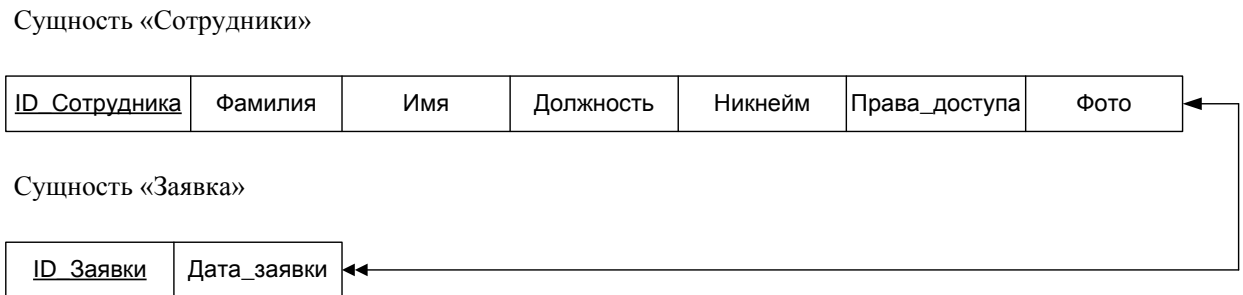 Сущность «Сотрудники»
ID_Сотрудника Фамилия Имя Должность Никнейм Права_доступа Фото
Сущность «Заявка»
ID_Заявки Дата_заявки